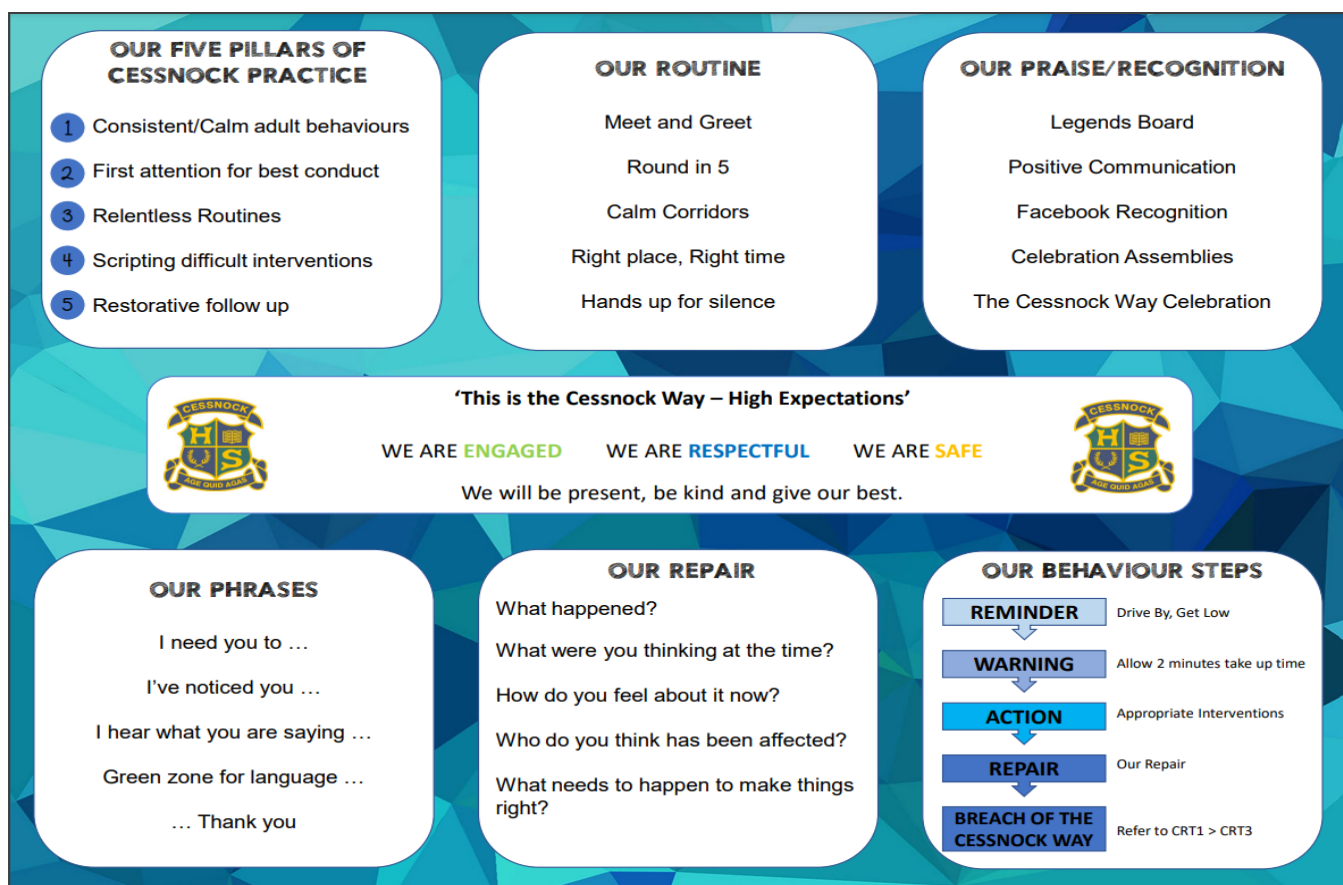 OUR FIVE PILLARS OF
CESSNOCK PRACTICE
1 Consistent/Calm adult behaviours
2 First attention for best conduct
3 Relentless Routines
4 Scripting difficult interventions
5 Restorative follow up
OUR ROUTINE
Meet and Greet
Round in 5
Calm Corridors
Right place, Right time
Hands up for silence
OUR PRAISE/RECOGNITION
Legends Board
Positive Communication
Facebook Recognition
Celebration Assemblies
The Cessnock Way Celebration
CESSNOCK
H
S
AGE QUID AGAS
‘This is the Cessnock Way – High Expectations’
WE ARE ENGAGED WE ARE RESPECTFUL WE ARE SAFE
We will be present, be kind and give our best.
CESSNOCK
H
S
AGE QUID AGAS
OUR PHRASES
I need you to …
I’ve noticed you …
I hear what you are saying …
Green zone for language …
… Thank you
OUR REPAIR
What happened?
What were you thinking at the time?
How do you feel about it now?
Who do you think has been affected?
What needs to happen to make things
right?
OUR BEHAVIOUR STEPS
REMINDER Drive By, Get Low
WARNING Allow 2 minutes take up time
ACTION Appropriate Interventions
REPAIR Our Repair
BREACH OF THE
CESSNOCK WAY Refer to CRT1 > CRT3